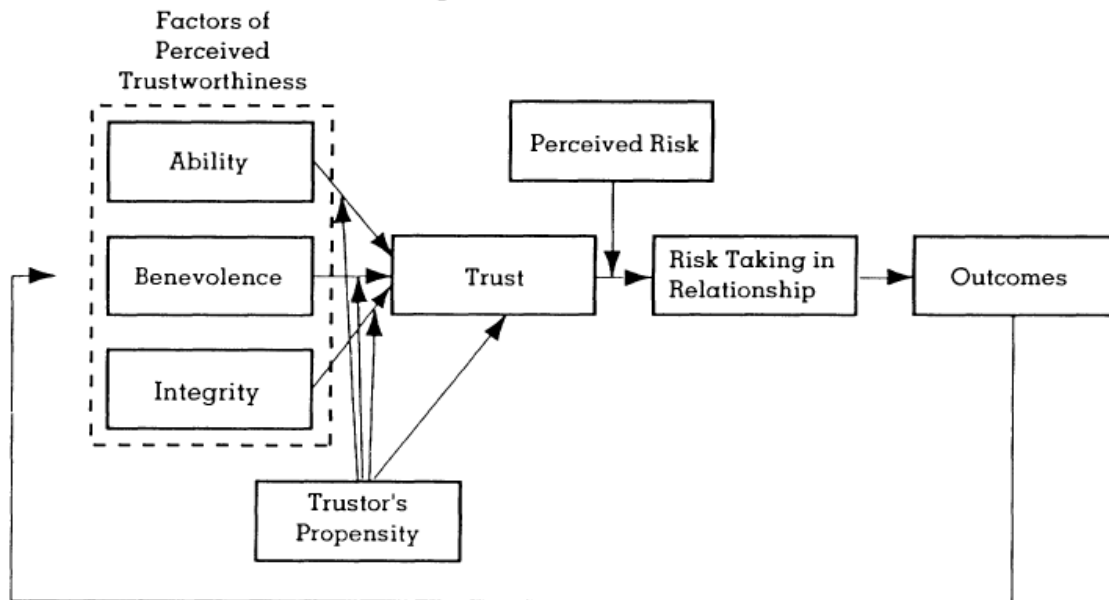 Factors of
Perceived
Trustworthiness
Ability
Benevolence
Integrity
Trustor's
Propensity
Trust
Perceived Risk
Risk Taking in
Relationship
Outcomes